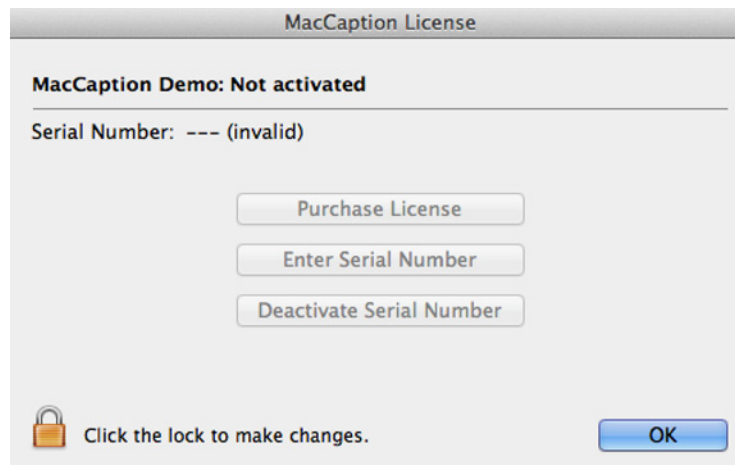 MacCaption License
MacCaption Demo: Not activated
Serial Number: --- (invalid)
Purchase License
Enter Serial Number
Deactivate Serial Number
Click the lock to make changes.
OK